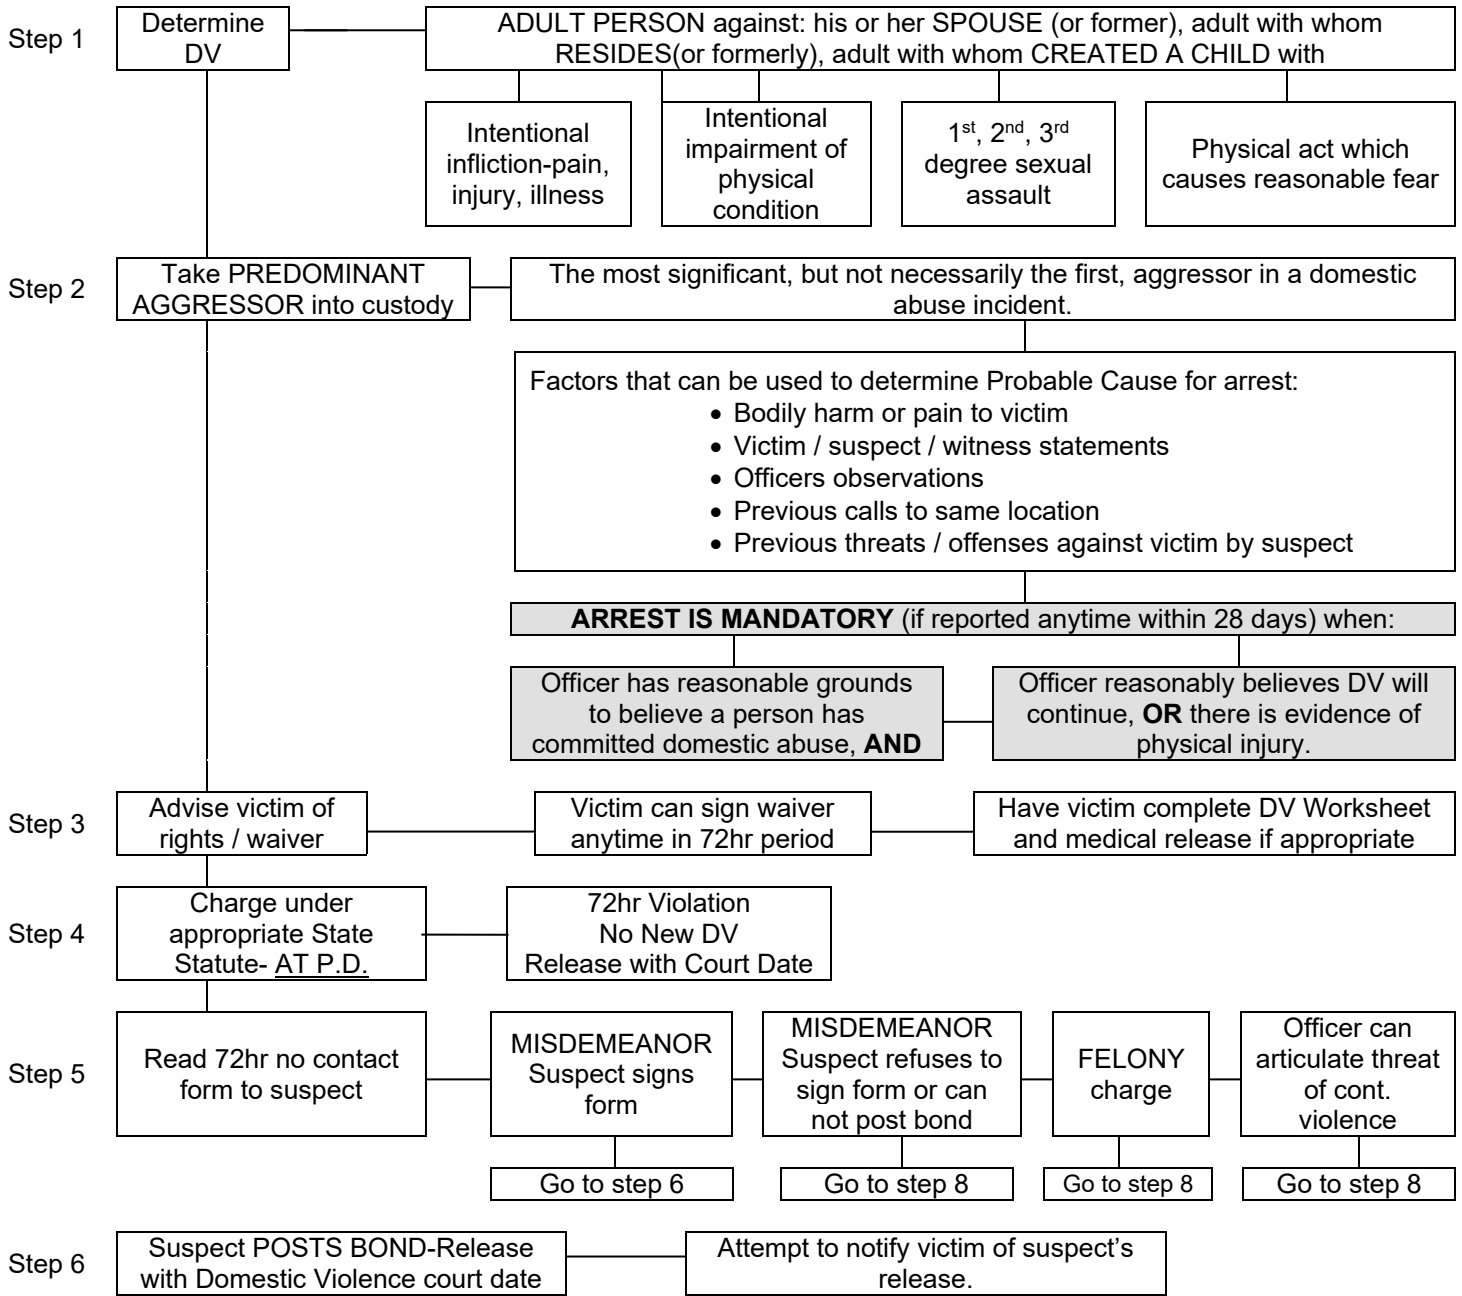 Step 1
Determine
DV
ADULT PERSON against: his or her SPOUSE (or former), adult with whom
RESIDES(or formerly), adult with whom CREATED A CHILD with
Intentional
infliction-pain,
injury, illness
Intentional
impairment of
physical
condition
1st, 2nd, 3rd
degree sexual
assault
Physical act which
causes reasonable fear
Step 2
Take PREDOMINANT
AGGRESSOR into custody
The most significant, but not necessarily the first, aggressor in a domestic
abuse incident.
Factors that can be used to determine Probable Cause for arrest:
• Bodily harm or pain to victim
• Victim / suspect / witness statements
• Officers observations
• Previous calls to same location
• Previous threats / offenses against victim by suspect
ARREST IS MANDATORY (if reported anytime within 28 days) when:
Officer has reasonable grounds
to believe a person has
committed domestic abuse, AND
Officer reasonably believes DV will
continue, OR there is evidence of
physical injury.
Step 3
Advise victim of
rights / waiver
Victim can sign waiver
anytime in 72hr period
Have victim complete DV Worksheet
and medical release if appropriate
Step 4
Charge under
appropriate State
Statute- AT P.D.
72hr Violation
No New DV
Release with Court Date
Step 5
Read 72hr no contact
form to suspect
MISDEMEANOR
Suspect signs
form
MISDEMEANOR
Suspect refuses to
sign form or can
not post bond
FELONY
charge
Officer can
articulate threat
of cont.
violence
Go to step 6
Go to step 8
Go to step 8
Go to step 8
Step 6
Suspect POSTS BOND-Release
with Domestic Violence court date
Attempt to notify victim of suspect's
release.